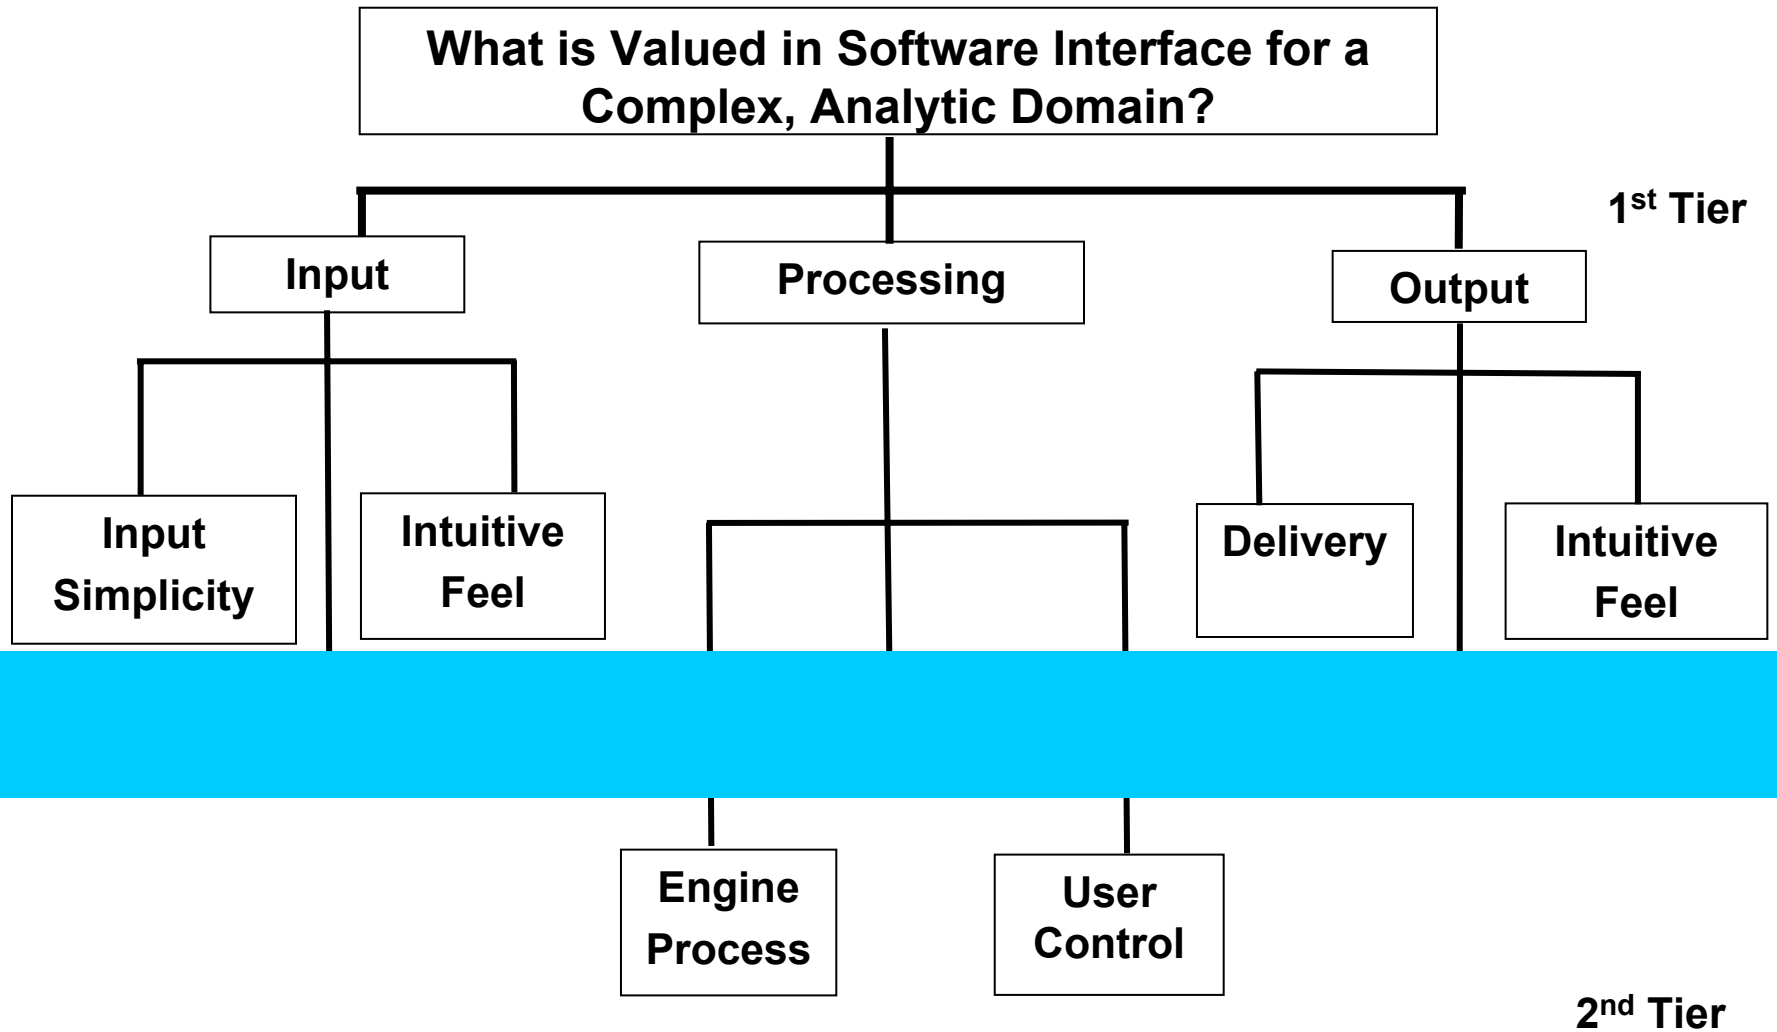 What is Valued in Software Interface for a
Complex, Analytic Domain?
1st Tier
Input
Processing
Output
Input
Simplicity
Intuitive
Feel
Delivery
Intuitive
Feel
Engine
Process
User
Control
2nd Tier